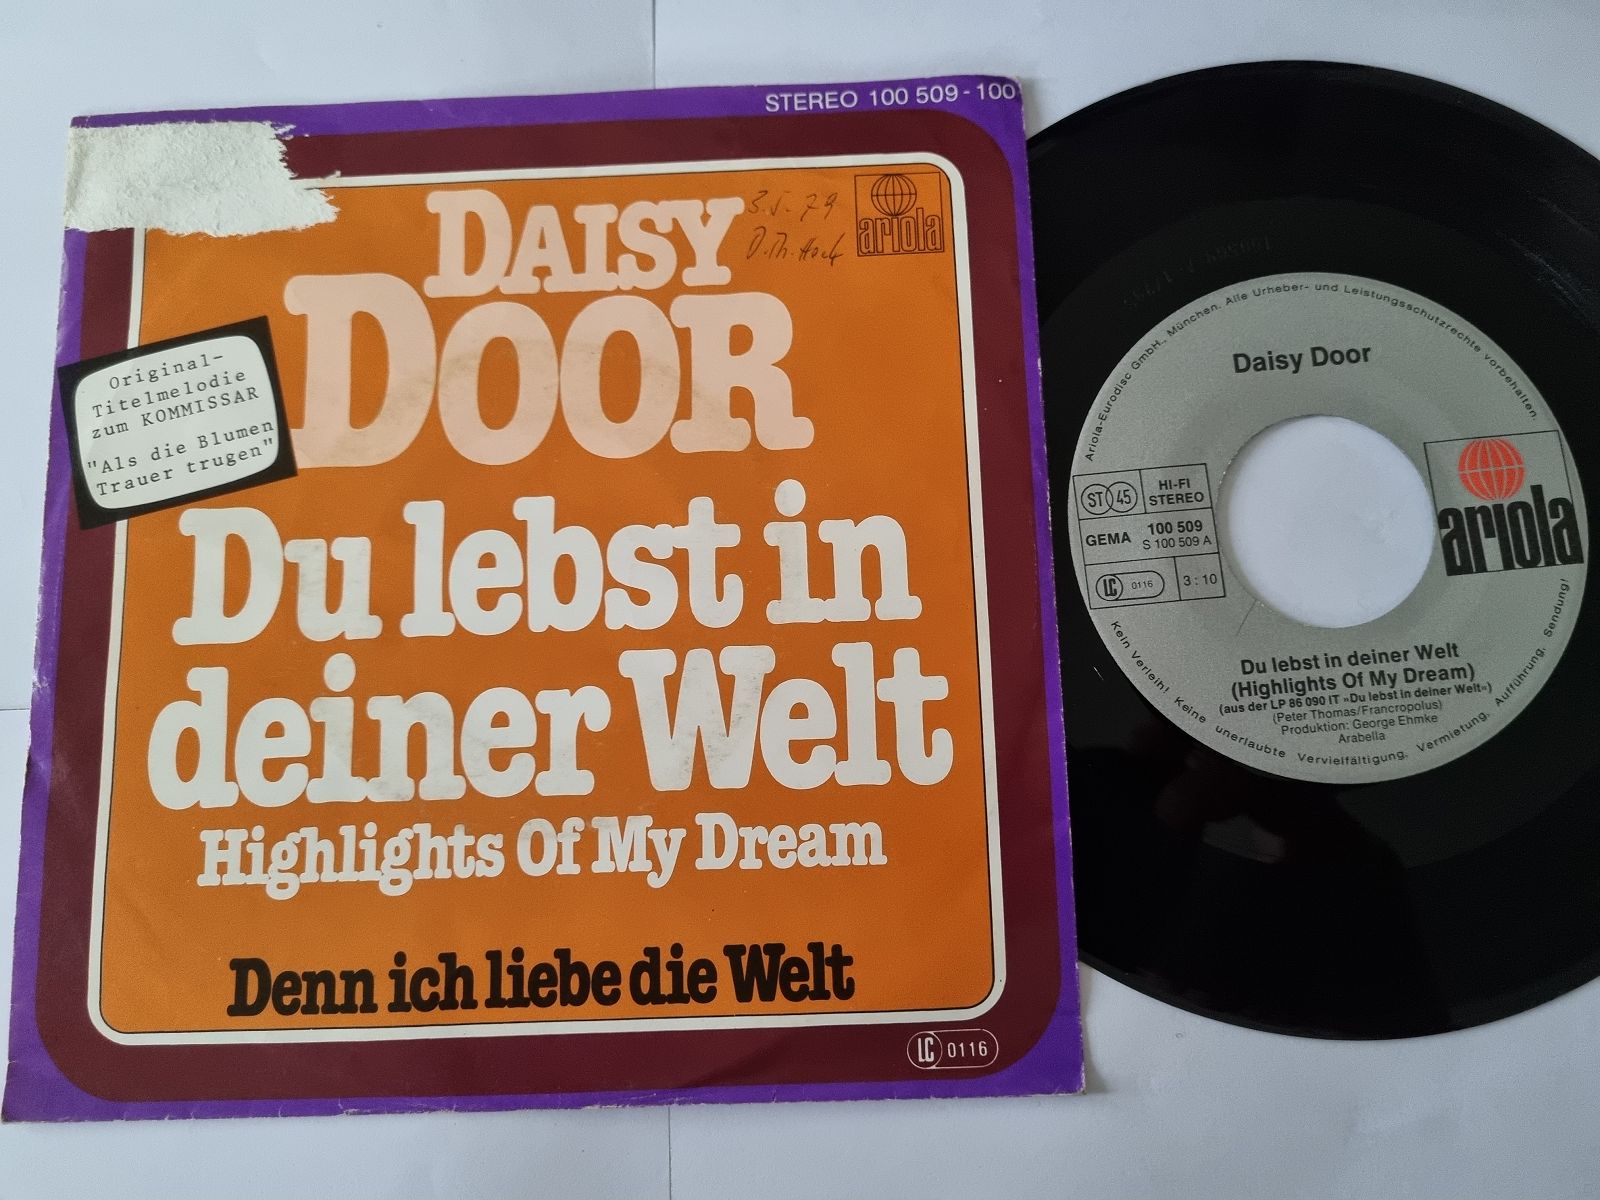 STEREO 100 509 - 100
DAISY
DOOR
3.5.79
ariola
Original-
Titelmelodie
zum KOMMISSAR
"Als die Blumen
Trauer trugen"
Du lebst in
deiner Welt
Highlights Of My Dream
Denn ich liebe die Welt
LC 0116
Ariola-Eurodisc GmbH., München. Alle Urheber- und Leistungsschutzrechte vorbehalten.
Daisy Door
ST 45
HI-FI
STEREO
GEMA
100 509
S 100 509 A
LC 0116
3:10
ariola
Du lebst in deiner Welt
(Highlights Of My Dream)
(aus der LP 86 090 IT »Du lebst in deiner Welt«)
(Peter Thomas/Francropolus)
Produktion: George Ehmke
Arabella
Kein Verleih! Keine unerlaubte Vervielfältigung, Vermietung, Aufführung, Sendung!